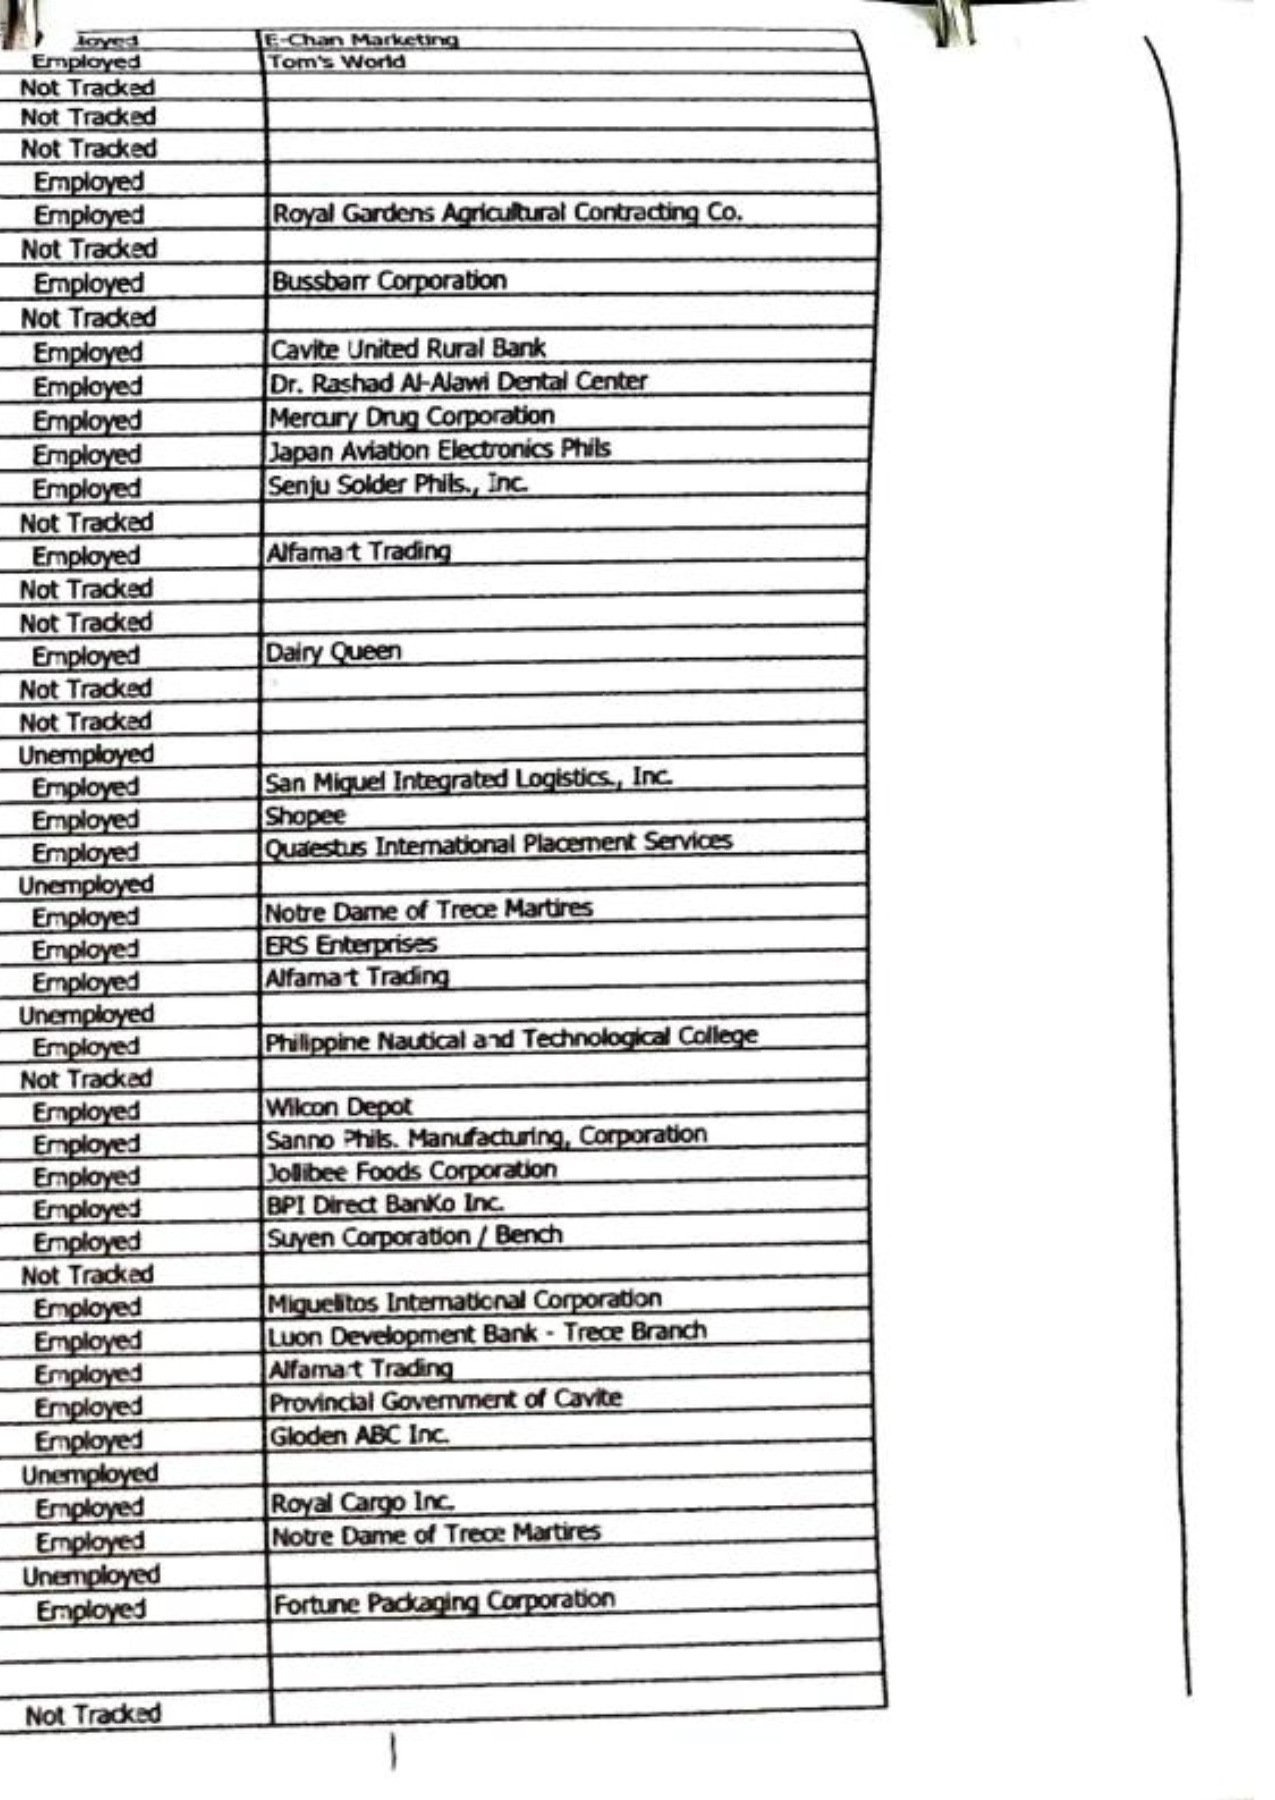 loyed E-Chan Marketing
Employed Tom's World
Not Tracked
Not Tracked
Not Tracked
Employed
Employed Royal Gardens Agricultural Contracting Co.
Not Tracked
Employed Bussbarr Corporation
Not Tracked
Employed Cavite United Rural Bank
Employed Dr. Rashad Al-Alawi Dental Center
Employed Mercury Drug Corporation
Employed Japan Aviation Electronics Phils
Employed Senju Solder Phils., Inc.
Not Tracked
Employed Alfamart Trading
Not Tracked
Not Tracked
Employed Dairy Queen
Not Tracked
Not Tracked
Unemployed
Employed San Miguel Integrated Logistics., Inc.
Employed Shopee
Employed Quaestus International Placement Services
Unemployed
Employed Notre Dame of Trece Martires
Employed ERS Enterprises
Employed Alfamart Trading
Unemployed
Employed Philippine Nautical and Technological College
Not Tracked
Employed Wilcon Depot
Employed Sanno Phils. Manufacturing, Corporation
Employed Jollibee Foods Corporation
Employed BPI Direct BanKo Inc.
Employed Suyen Corporation / Bench
Not Tracked
Employed Miguelitos International Corporation
Employed Luon Development Bank - Trece Branch
Employed Alfamart Trading
Employed Provincial Government of Cavite
Employed Gloden ABC Inc.
Unemployed
Employed Royal Cargo Inc.
Employed Notre Dame of Trece Martires
Unemployed
Employed Fortune Packaging Corporation
Not Tracked